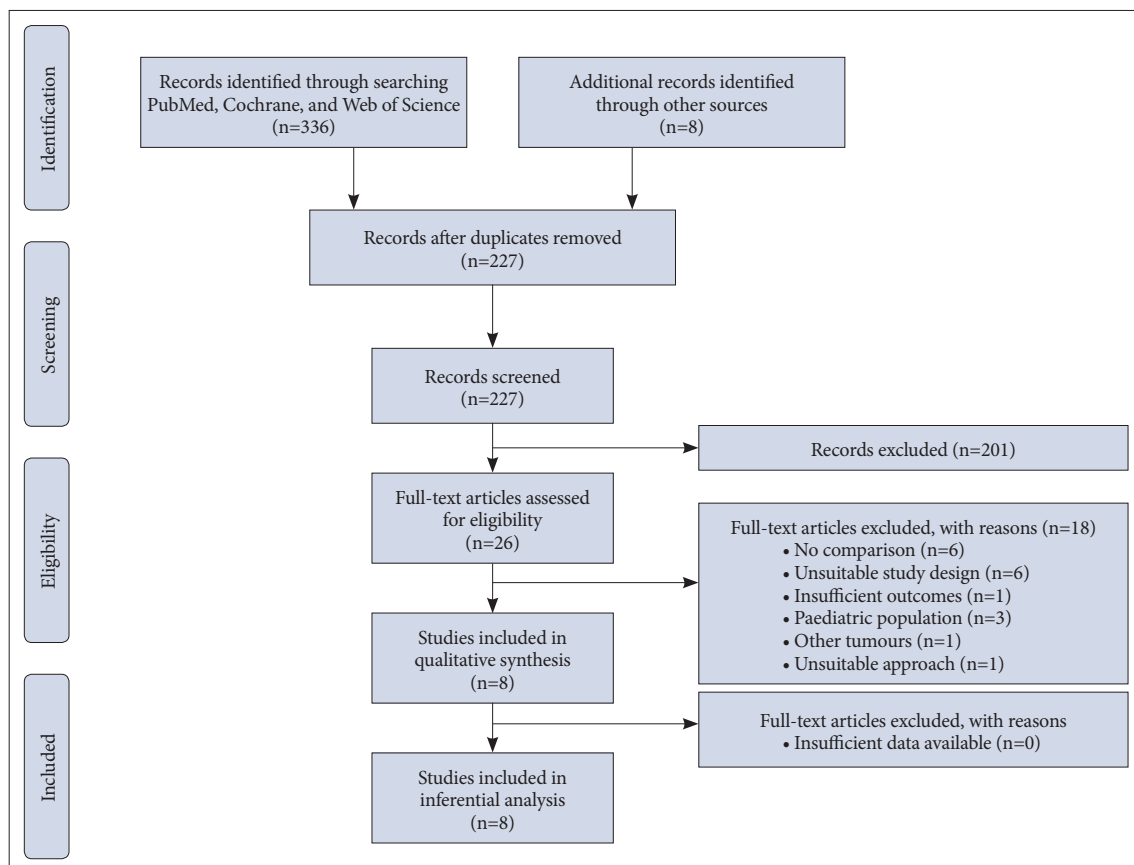 Identification
Records identified through searching
PubMed, Cochrane, and Web of Science
(n=336)
Additional records identified
through other sources
(n=8)
Records after duplicates removed
(n=227)
Screening
Records screened
(n=227)
Records excluded (n=201)
Eligibility
Full-text articles assessed
for eligibility
(n=26)
Full-text articles excluded, with reasons (n=18)
• No comparison (n=6)
• Unsuitable study design (n=6)
• Insufficient outcomes (n=1)
• Paediatric population (n=3)
• Other tumours (n=1)
• Unsuitable approach (n=1)
Studies included in
qualitative synthesis
(n=8)
Full-text articles excluded, with reasons
• Insufficient data available (n=0)
Included
Studies included in
inferential analysis
(n=8)